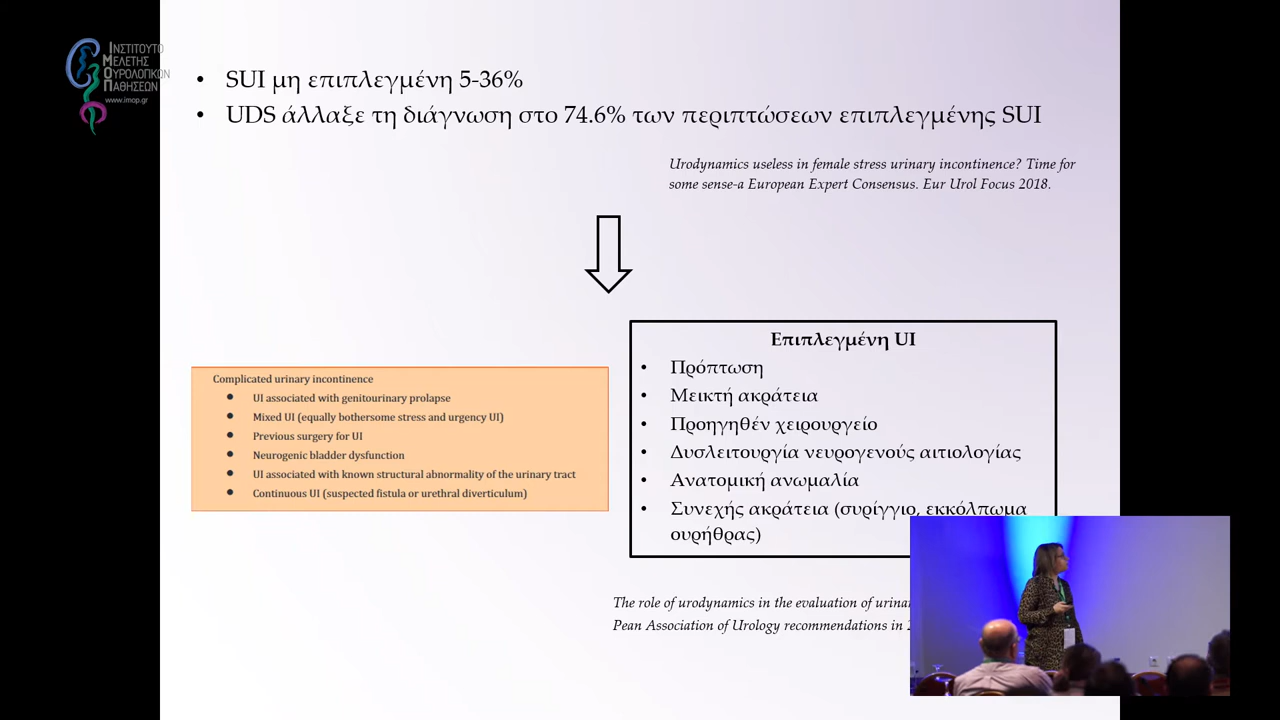 ΙΝΣΤΙΤΟΥΤΟ
ΜΕΛΕΤΗΣ
ΟΥΡΟΛΟΓΙΚΩΝ
ΠΑΘΗΣΕΩΝ
www.imop.gr
• SUI μη επιπλεγμένη 5-36%
• UDS άλλαξε τη διάγνωση στο 74.6% των περιπτώσεων επιπλεγμένης SUI
Urodynamics useless in female stress urinary incontinence? Time for
some sense-a European Expert Consensus. Eur Urol Focus 2018.
Complicated urinary incontinence
● UI associated with genitourinary prolapse
● Mixed UI (equally bothersome stress and urgency UI)
● Previous surgery for UI
● Neurogenic bladder dysfunction
● UI associated with known structural abnormality of the urinary tract
● Continuous UI (suspected fistula or urethral diverticulum)
Επιπλεγμένη UI
• Πρόπτωση
• Μεικτή ακράτεια
• Προηγηθέν χειρουργείο
• Δυσλειτουργία νευρογενούς αιτιολογίας
• Ανατομική ανωμαλία
• Συνεχής ακράτεια (συρίγγιο, εκκόλπωμα
ουρήθρας)
The role of urodynamics in the evaluation of
Pean Association of Urology recommendations in